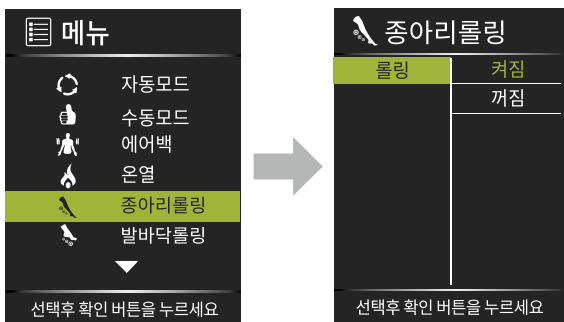 메뉴
자동모드
수동모드
에어백
온열
종아리롤링
발바닥롤링
선택후 확인 버튼을 누르세요
종아리롤링
롤링
켜짐
꺼짐
선택후 확인 버튼을 누르세요